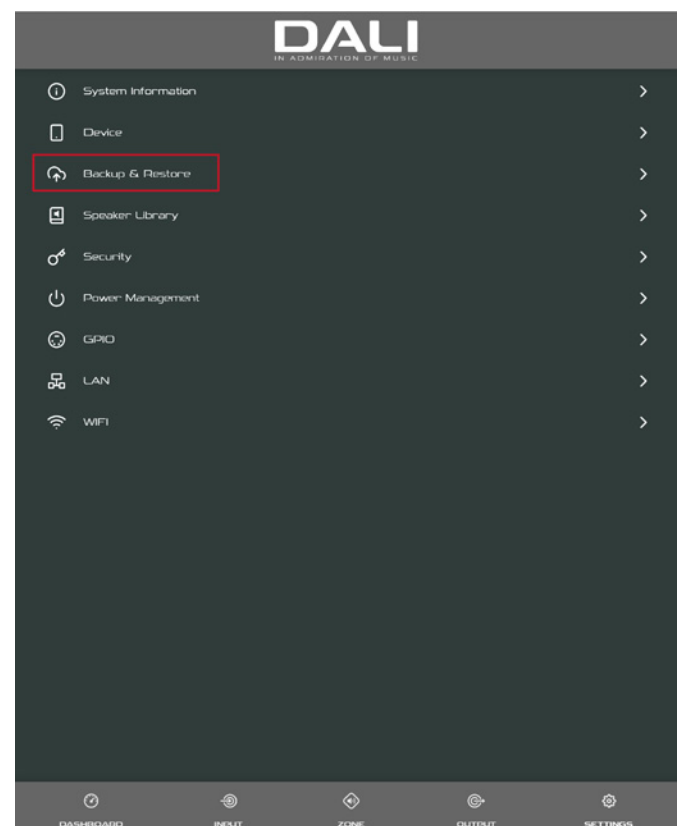 DALI
IN ADMIRATION OF MUSIC
System Information
Device
Backup & Restore
Speaker Library
Security
Power Management
GPIO
LAN
WIFI
DASHBOARD INPUT ZONE OUTPUT SETTINGS